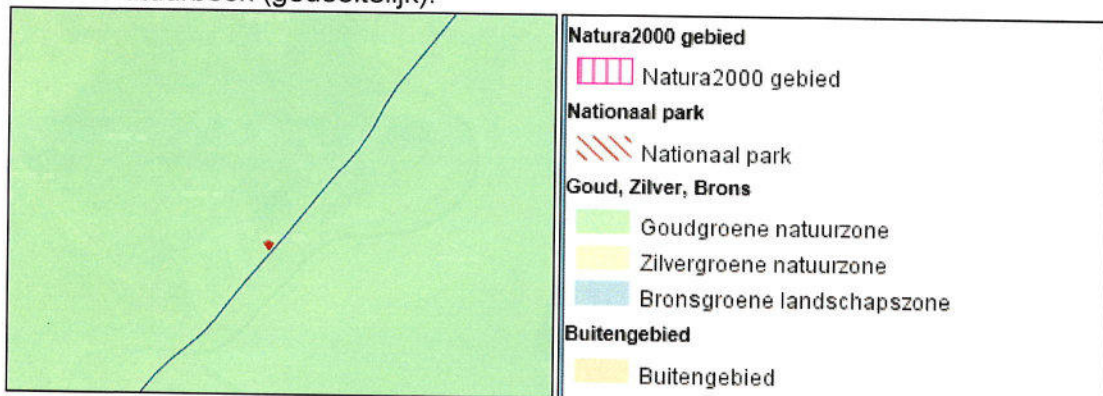 (gedeeltelijk).
Natura2000 gebied
Natura2000 gebied
Nationaal park
Nationaal park
Goud, Zilver, Brons
Goudgroene natuurzone
Zilvergroene natuurzone
Bronsgroene landschapszone
Buitengebied
Buitengebied